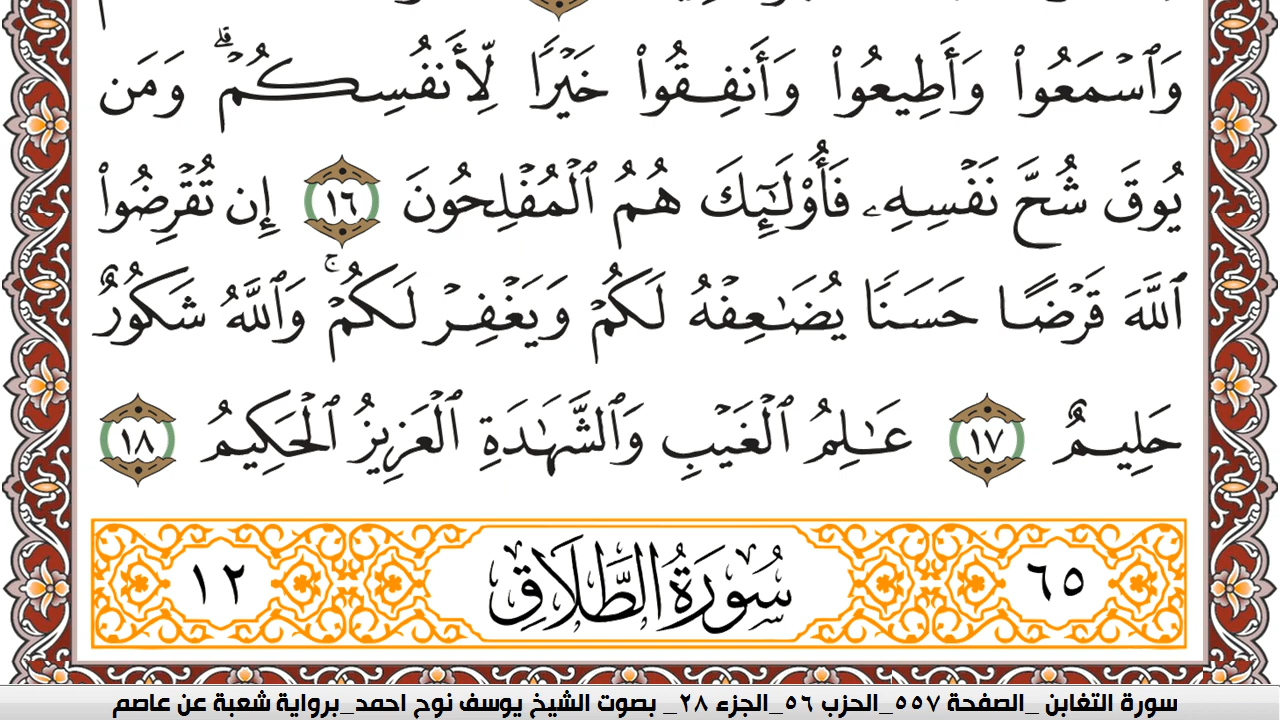 وَٱسۡمَعُواْ وَأَطِيعُواْ وَأَنفِقُواْ خَيۡرٗا لِّأَنفُسِكُمۡۗ وَمَن
يُوقَ شُحَّ نَفۡسِهِۦ فَأُوْلَٰٓئِكَ هُمُ ٱلۡمُفۡلِحُونَ ١٦ إِن تُقۡرِضُواْ
ٱللَّهَ قَرۡضًا حَسَنٗا يُضَٰعِفۡهُ لَكُمۡ وَيَغۡفِرۡ لَكُمۡۚ وَٱللَّهُ شَكُورٌ
حَلِيمٌ ١٧ عَٰلِمُ ٱلۡغَيۡبِ وَٱلشَّهَٰدَةِ ٱلۡعَزِيزُ ٱلۡحَكِيمُ ١٨
٦٥ سُورَةُ الطَّلَاقِ ١٢
سورة التغابن _الصفحة ٥٥٧_الحزب ٥٦_الجزء ٢٨_ بصوت الشيخ يوسف نوح احمد_برواية شعبة عن عاصم